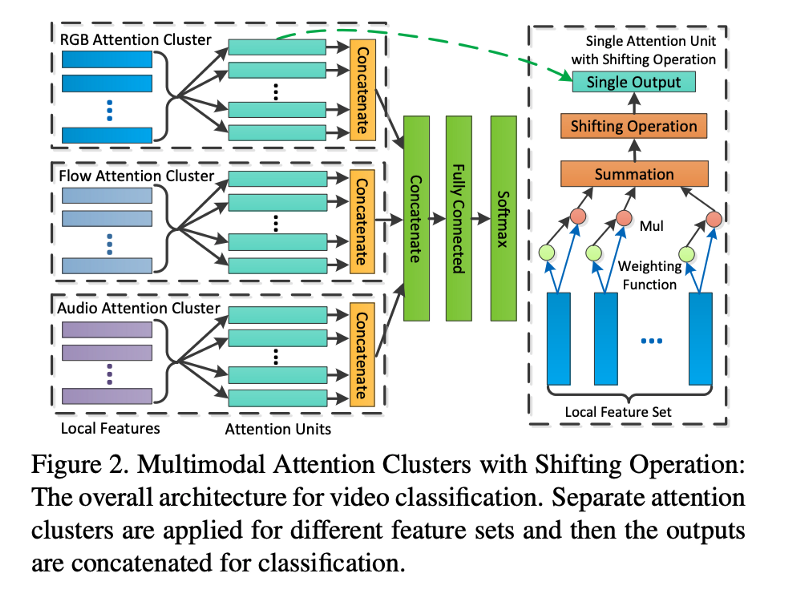 RGB Attention Cluster
Concatenate
Flow Attention Cluster
Concatenate
Audio Attention Cluster
Concatenate
Local Features
Attention Units
Concatenate
Fully Connected
Softmax
Single Attention Unit
with Shifting Operation
Single Output
Shifting Operation
Summation
Mul
Weighting
Function
Local Feature Set
Figure 2. Multimodal Attention Clusters with Shifting Operation:
The overall architecture for video classification. Separate attention
clusters are applied for different feature sets and then the outputs
are concatenated for classification.